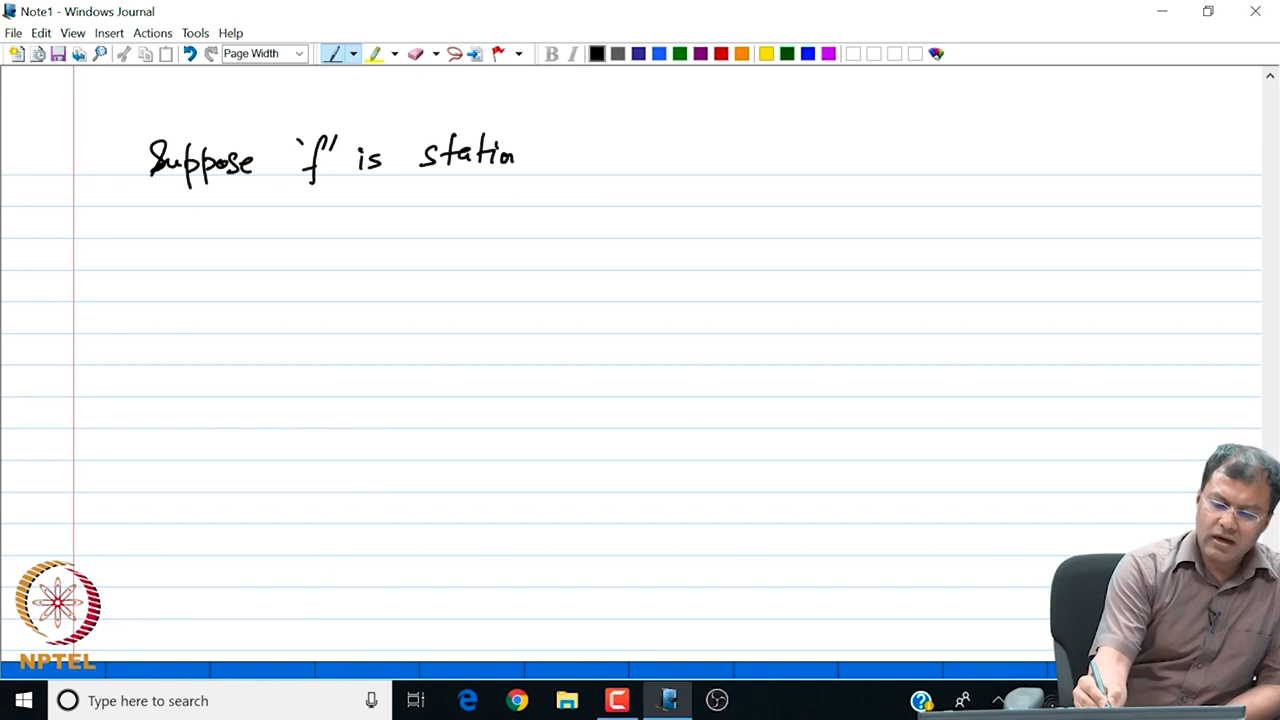 Note1 - Windows Journal
File Edit View Insert Actions Tools Help
Page Width
B I
Suppose `f' is station
NPTEL
Type here to search